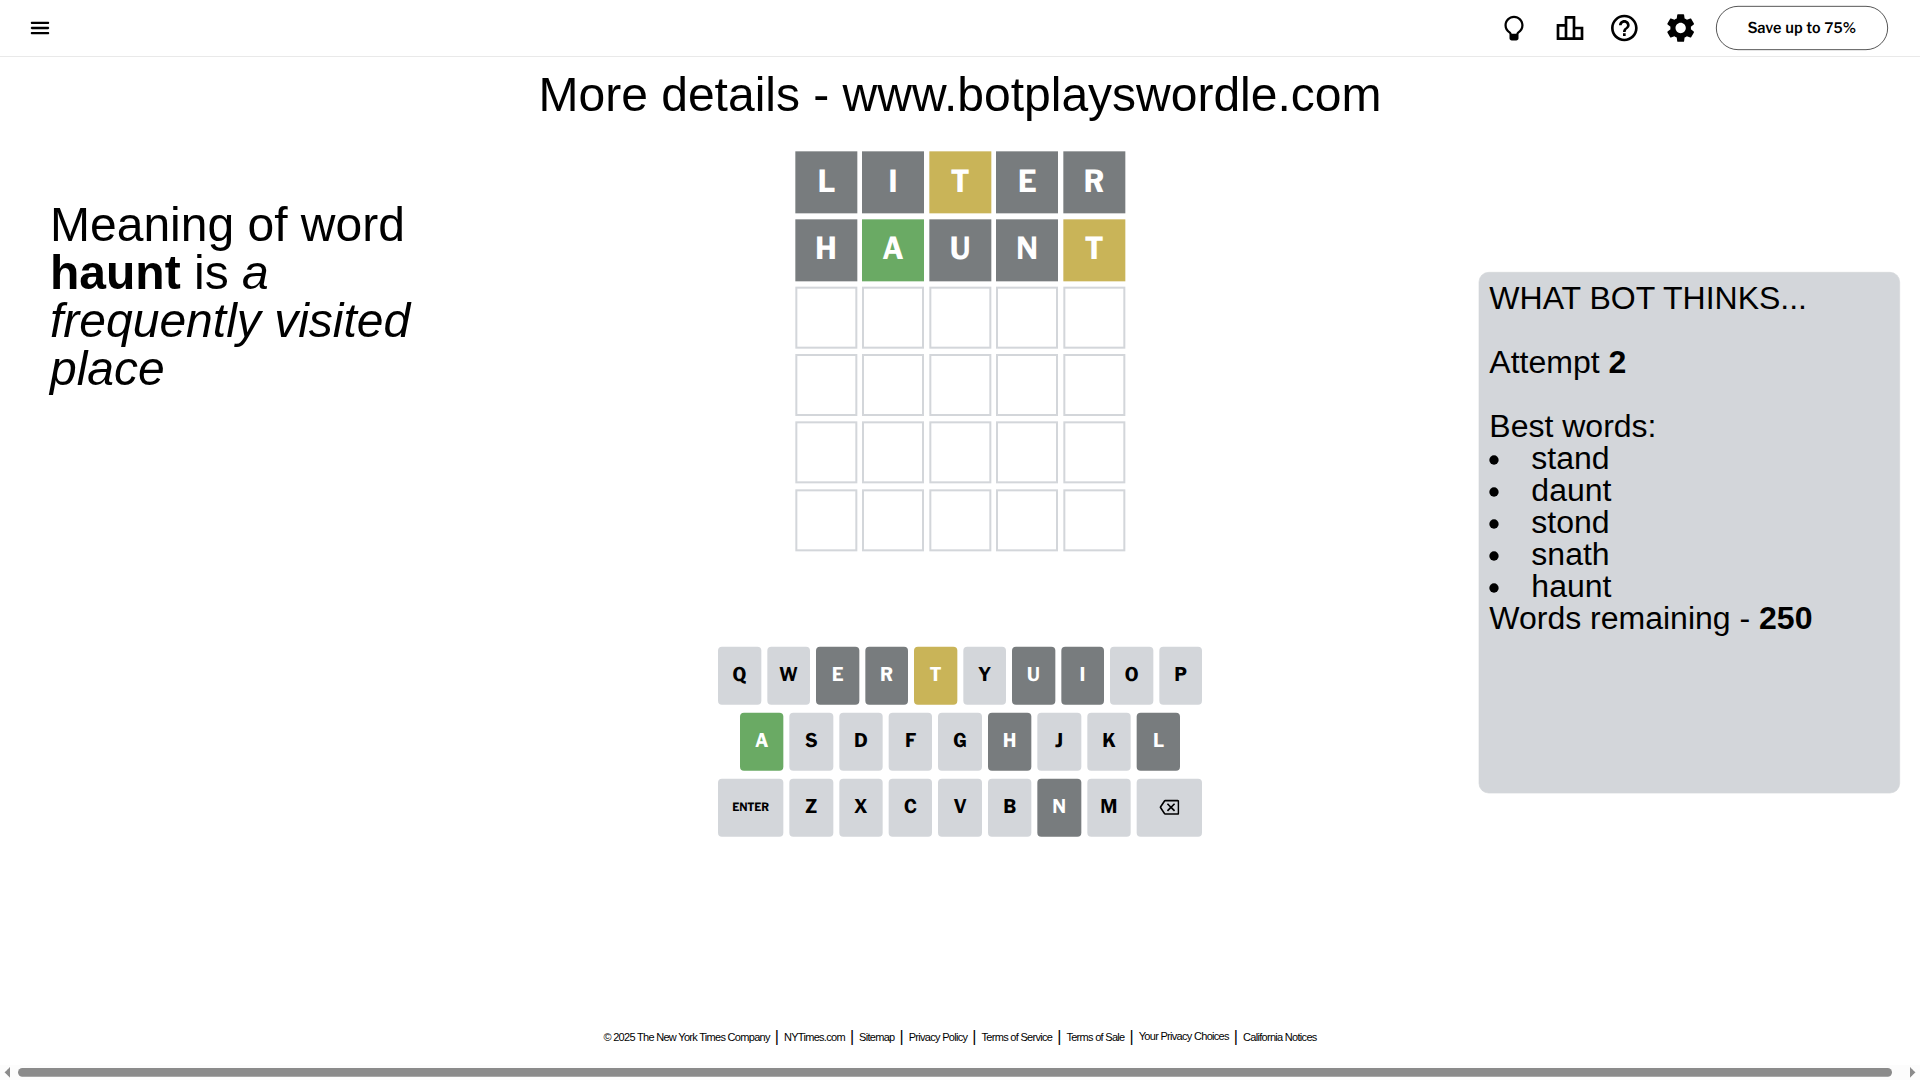 Save up to 75%
More details - www.botplayswordle.com
Meaning of word
haunt is a
frequently visited
place
L I T E R
H A U N T
WHAT BOT THINKS...
Attempt 2
Best words:
• stand
• daunt
• stond
• snath
• haunt
Words remaining - 250
Q W E R T Y U I O P
A S D F G H J K L
ENTER Z X C V B N M
© 2025 The New York Times Company | NYTimes.com | Sitemap | Privacy Policy | Terms of Service | Terms of Sale | Your Privacy Choices | California Notices